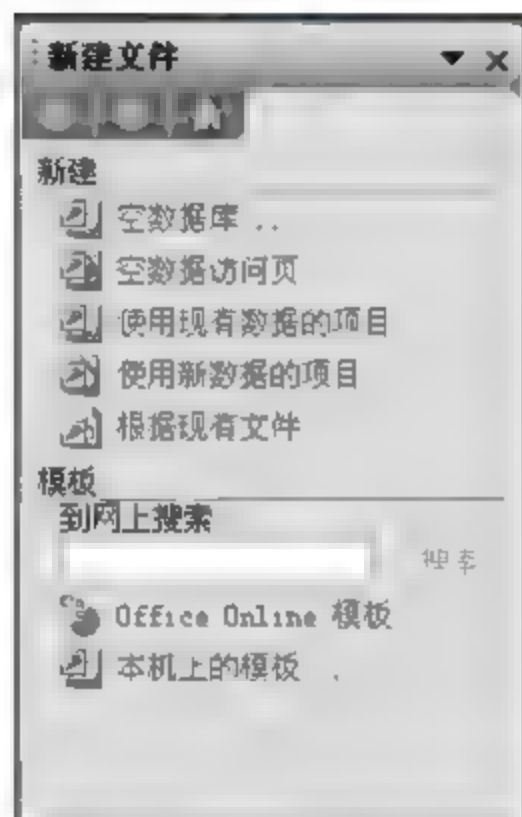 新建文件
新建
空数据库 ..
空数据访问页
使用现有数据的项目
使用新数据的项目
根据现有文件
模板
到网上搜索
搜索
Office Online 模板
本机上的模板 .